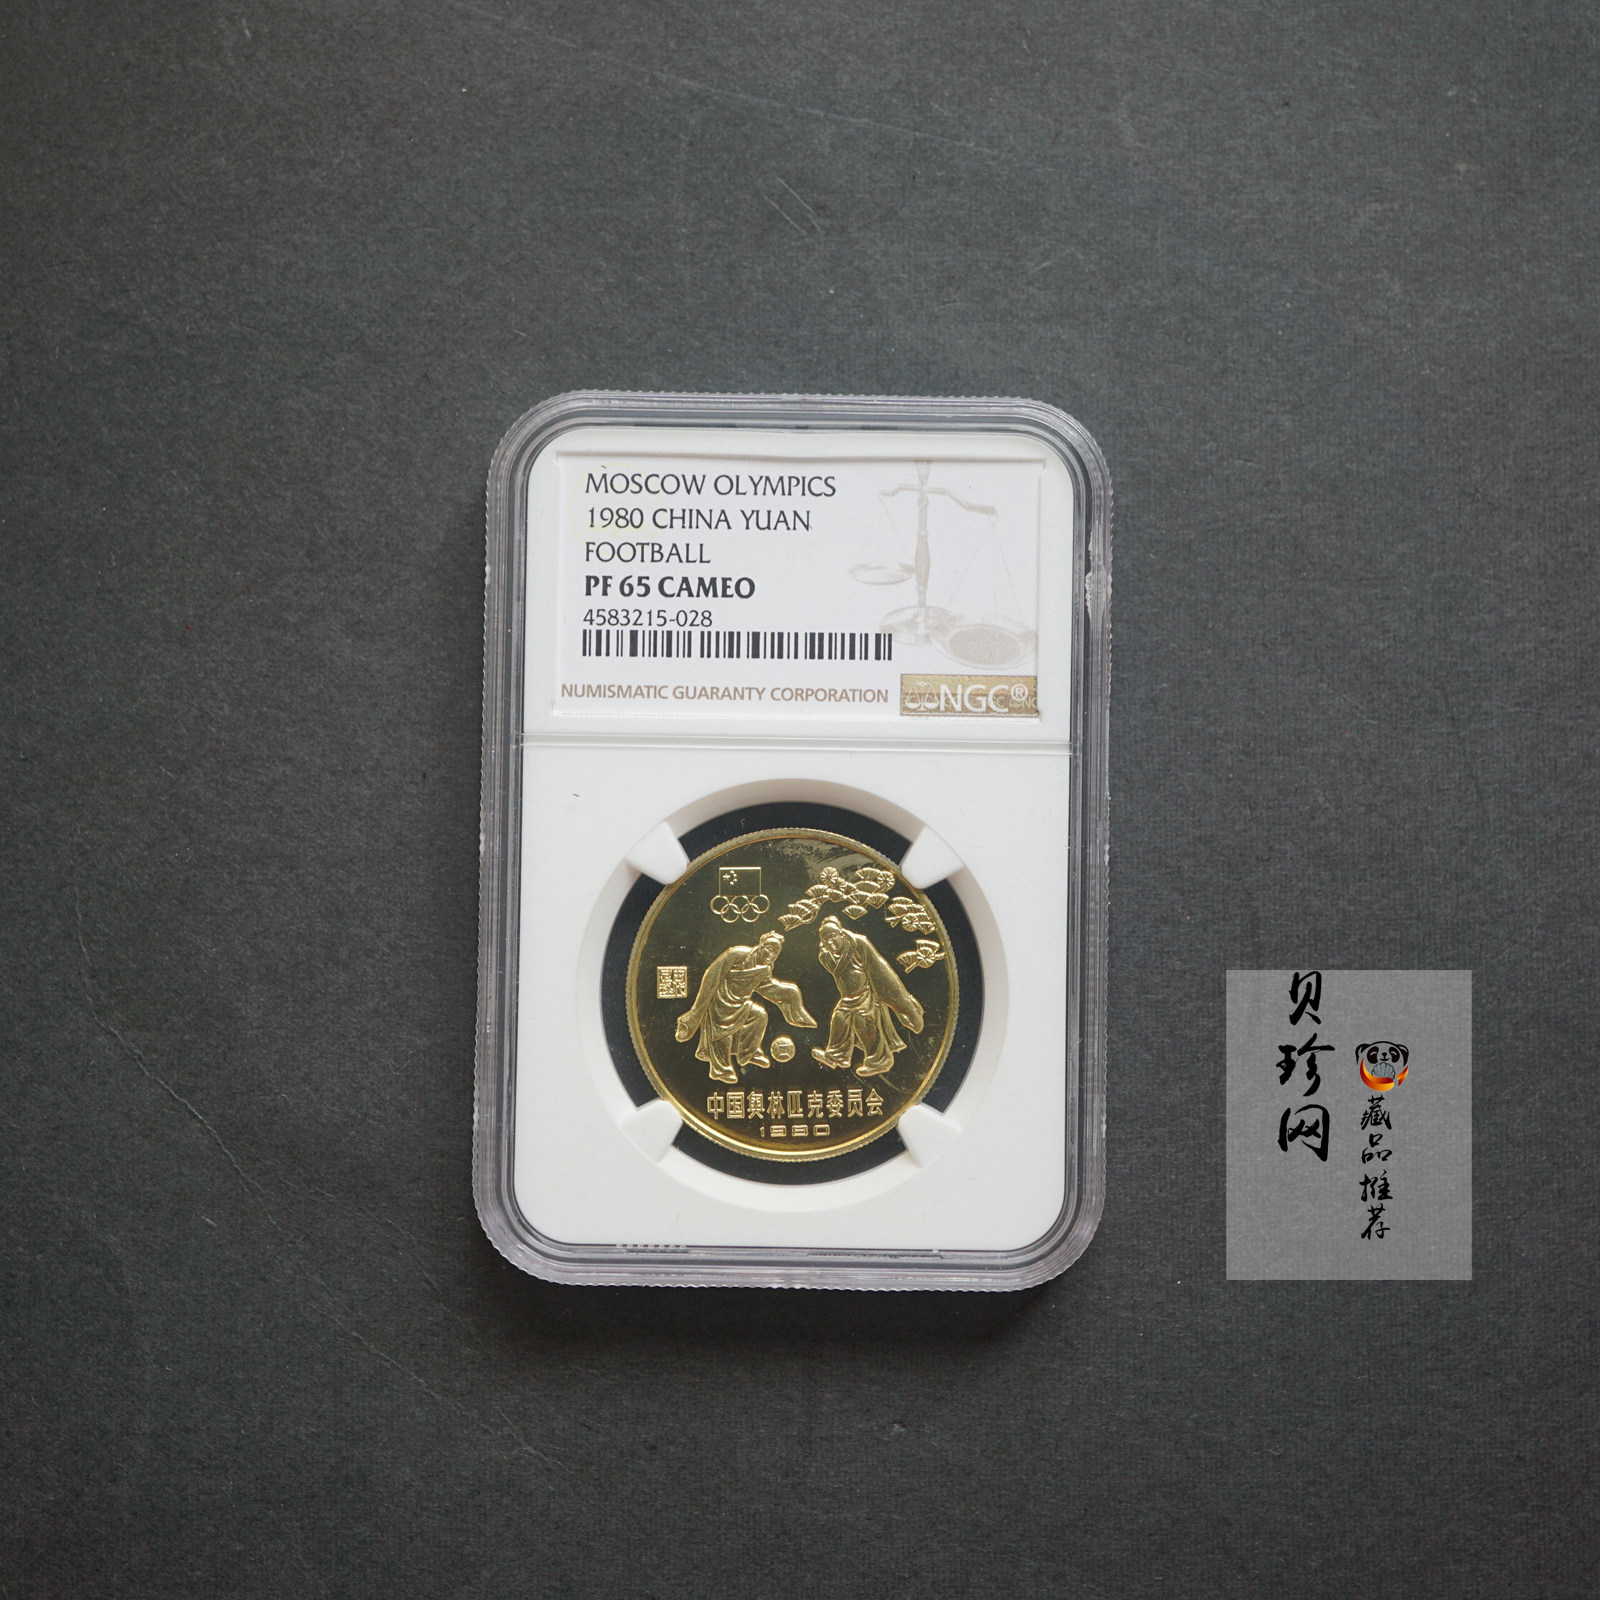 MOSCOW OLYMPICS
1980 CHINA YUAN
FOOTBALL
PF 65 CAMEO
4583215-028
NUMISMATIC GUARANTY CORPORATION
NGC®
中国奥林匹克委员会
1980
贝珍网
藏品推荐